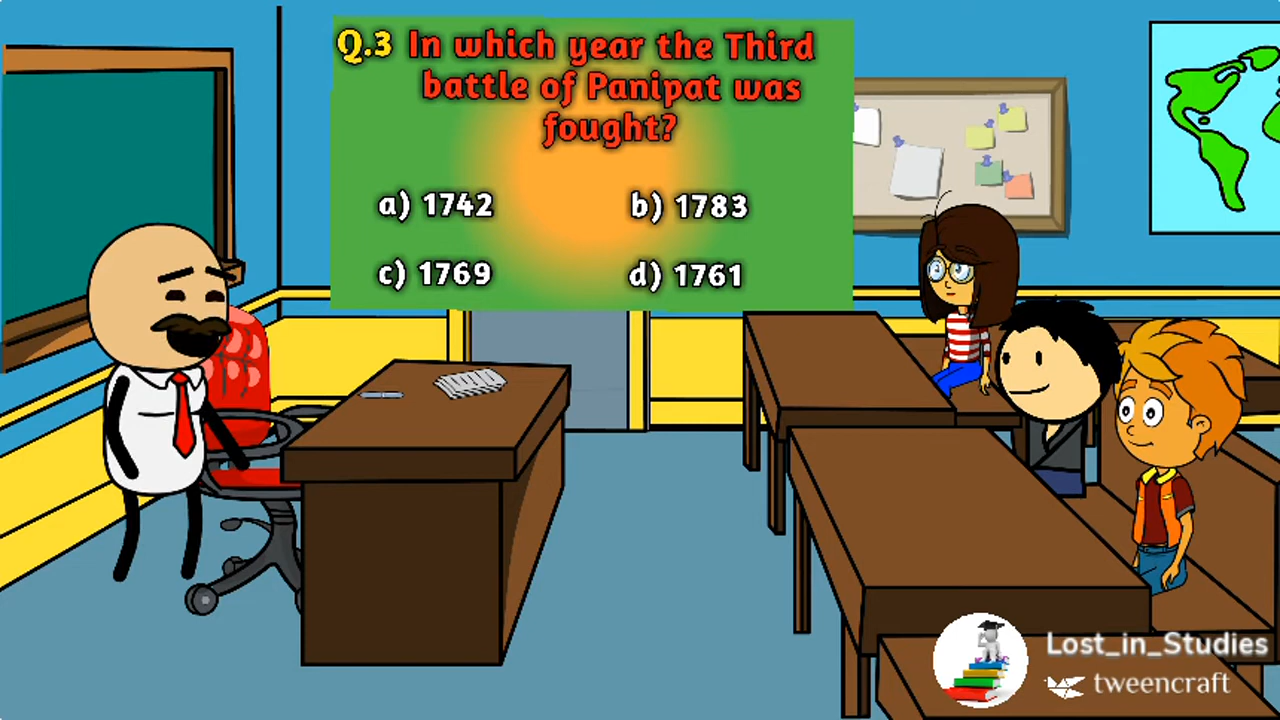 Q.3 In which year the Third
battle of Panipat was
fought?
a) 1742 b) 1783
c) 1769 d) 1761
Lost_in_Studies
tweencraft